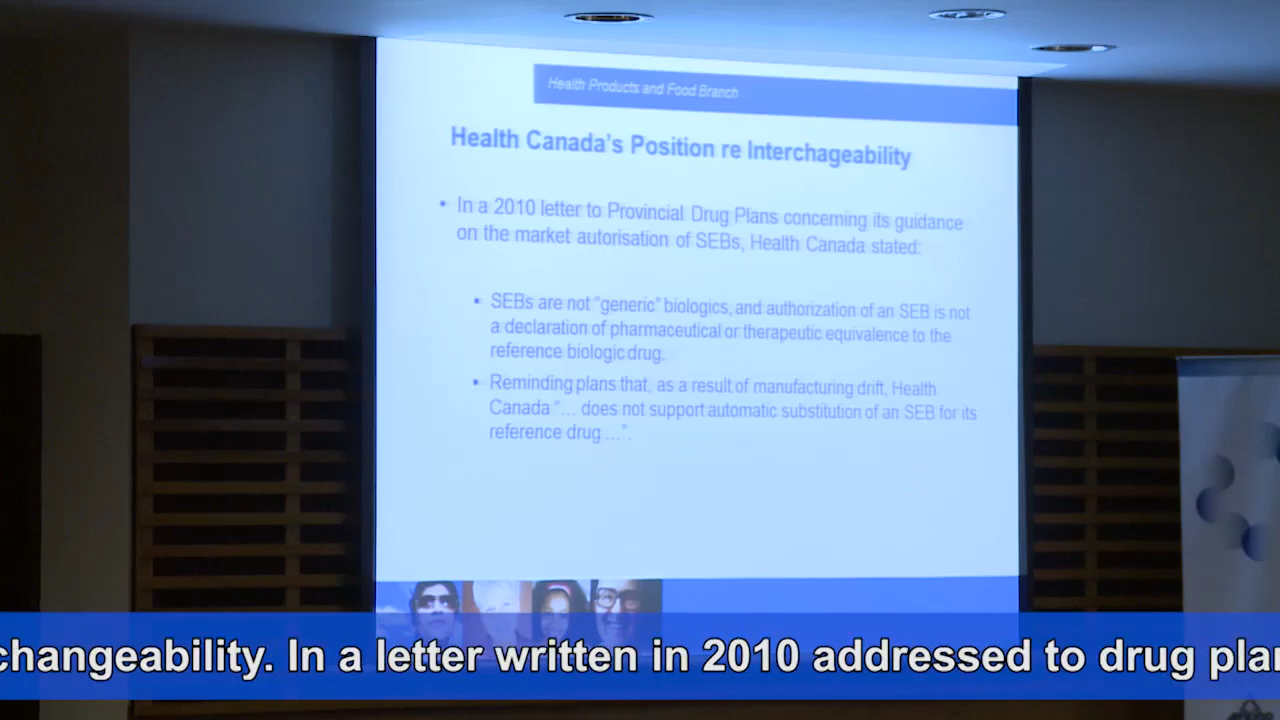 Health Products and Food Branch
Health Canada's Position re Interchageability
• In a 2010 letter to Provincial Drug Plans concerning its guidance
on the market autorisation of SEBs, Health Canada stated:
• SEBs are not "generic" biologics, and authorization of an SEB is not
a declaration of pharmaceutical or therapeutic equivalence to the
reference biologic drug.
• Reminding plans that, as a result of manufacturing drift, Health
Canada "… does not support automatic substitution of an SEB for its
reference drug …".
changeability. In a letter written in 2010 addressed to drug plan